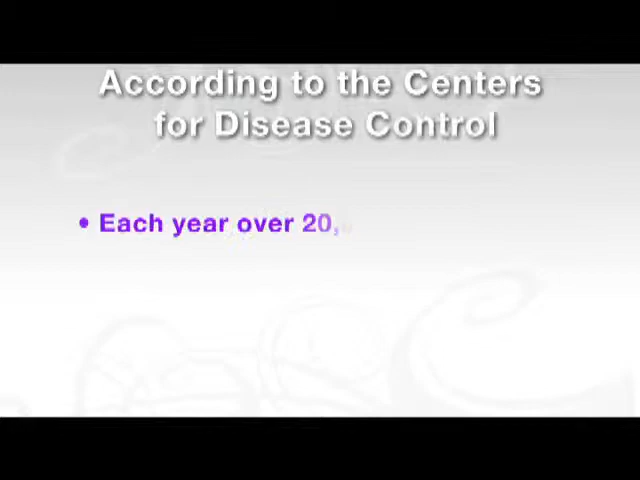 According to the Centers
for Disease Control
• Each year over 20,